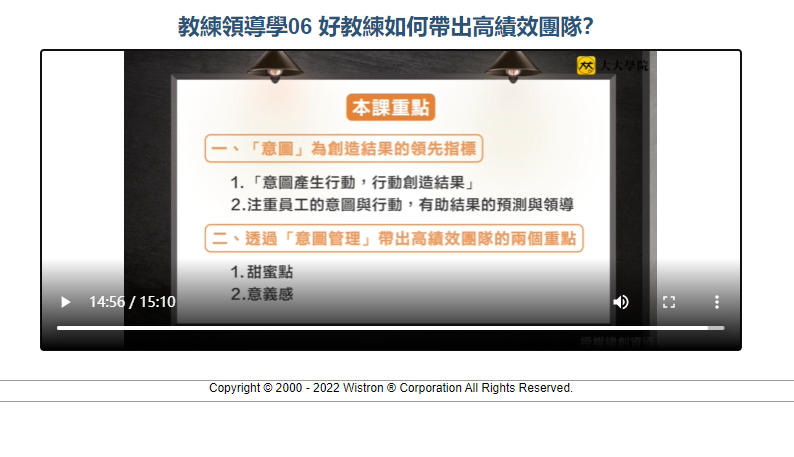 教練領導學06 好教練如何帶出高績效團隊?
大大學院
本課重點
一、「意圖」為創造結果的領先指標
1.「意圖產生行動，行動創造結果」
2.注重員工的意圖與行動，有助結果的預測與領導
二、透過「意圖管理」帶出高績效團隊的兩個重點
1.甜蜜點
2.意義感
14:56 / 15:10
Copyright © 2000 - 2022 Wistron ® Corporation All Rights Reserved.